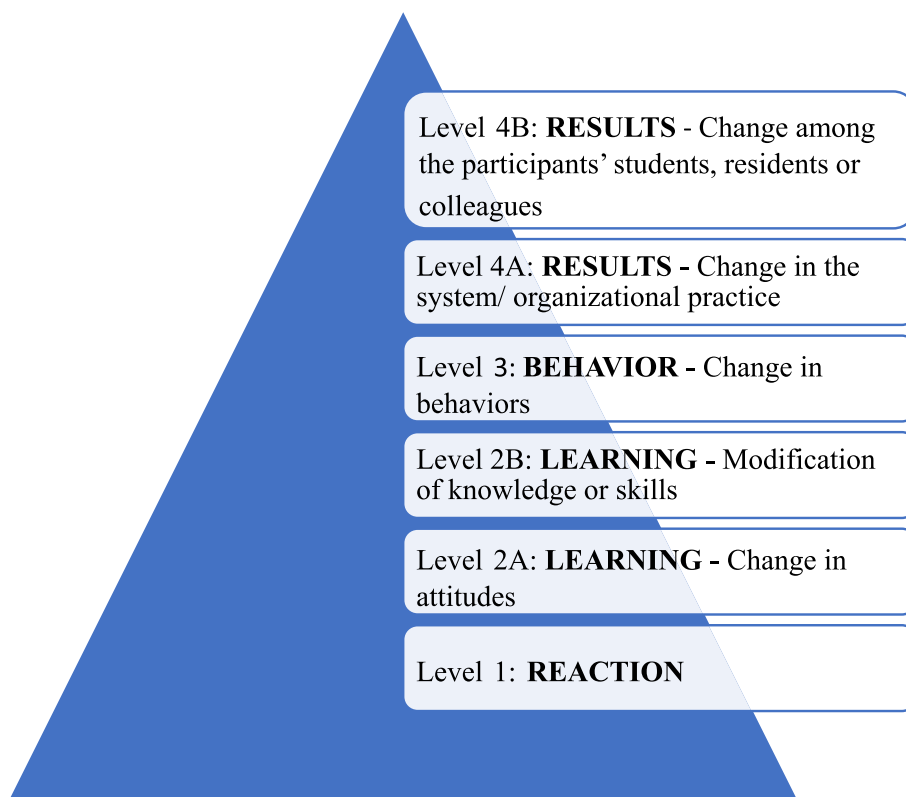 Level 4B: RESULTS - Change among
the participants’ students, residents or
colleagues
Level 4A: RESULTS - Change in the
system/ organizational practice
Level 3: BEHAVIOR - Change in
behaviors
Level 2B: LEARNING - Modification
of knowledge or skills
Level 2A: LEARNING - Change in
attitudes
Level 1: REACTION